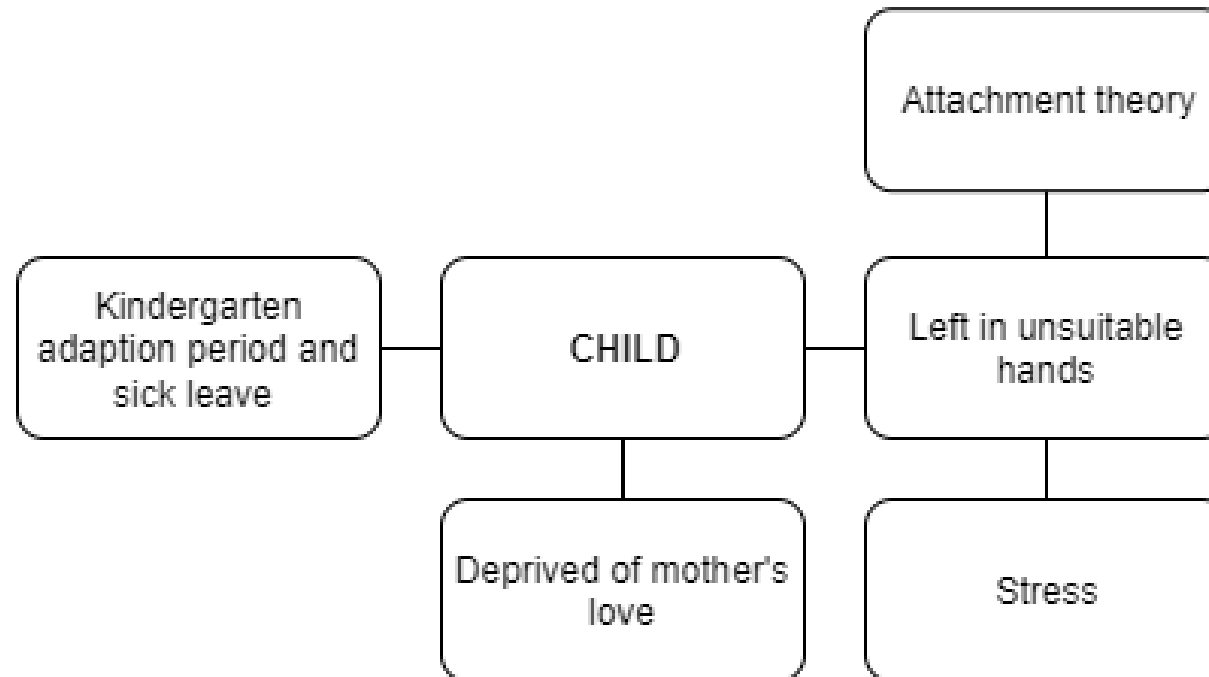 Attachment theory
Kindergarten
adaption period and
sick leave
CHILD
Left in unsuitable
hands
Deprived of mother's
love
Stress